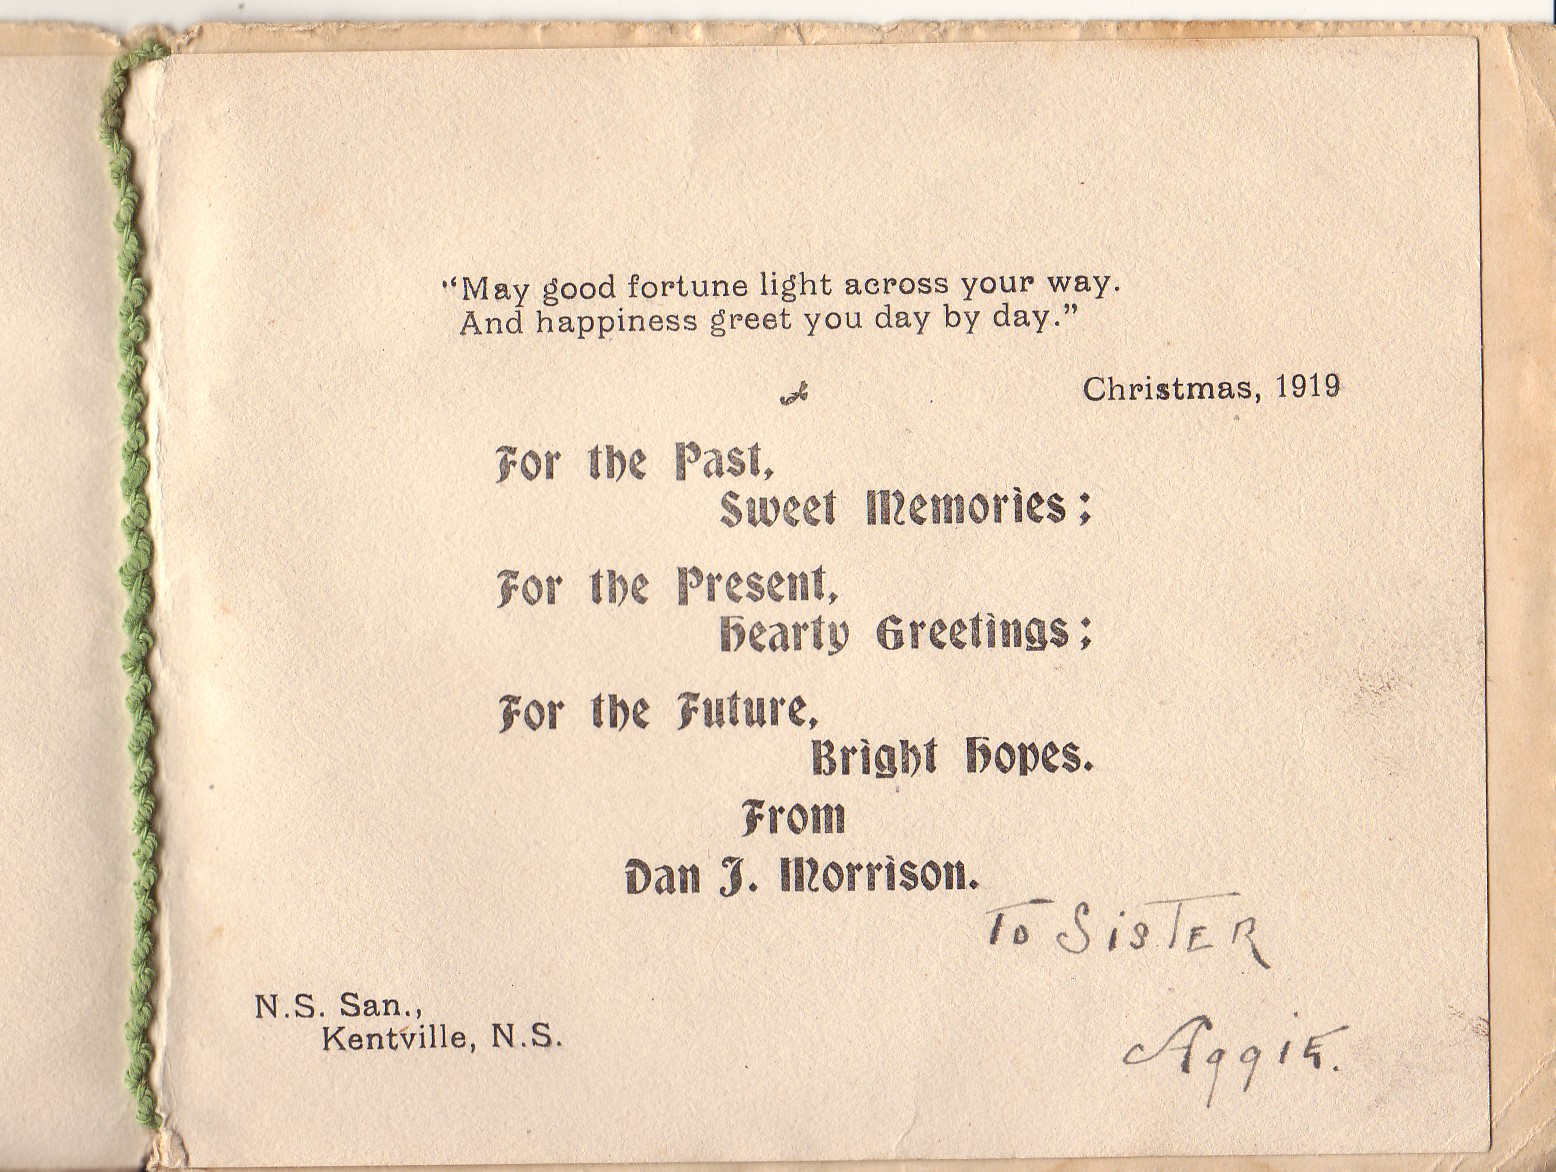 “May good fortune light across your way.
And happiness greet you day by day.”
Christmas, 1919
For the Past,
Sweet Memories;
For the Present,
Hearty Greetings;
For the Future,
Bright Hopes.
From
Dan J. Morrison.
To SiSTER
AggiE.
N.S. San.,
Kentville, N.S.